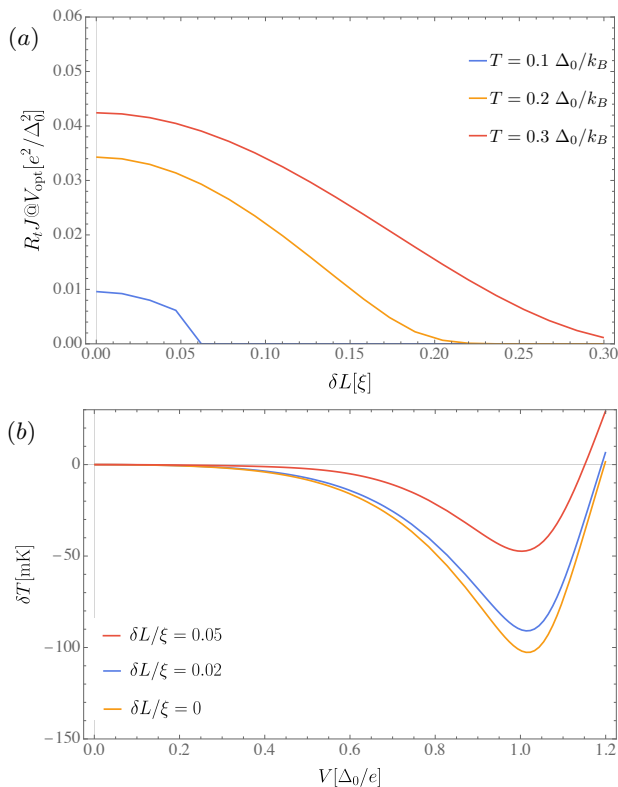 (a)
0.06
0.05
0.04
0.03
0.02
0.01
0.00
R_t J@V_opt[e²/Δ₀²]
T = 0.1 Δ₀/k_B
T = 0.2 Δ₀/k_B
T = 0.3 Δ₀/k_B
0.00 0.05 0.10 0.15 0.20 0.25 0.30
δL[ξ]
(b)
0
−50
−100
−150
δT[mK]
δL/ξ = 0.05
δL/ξ = 0.02
δL/ξ = 0
0.0 0.2 0.4 0.6 0.8 1.0 1.2
V[Δ₀/e]